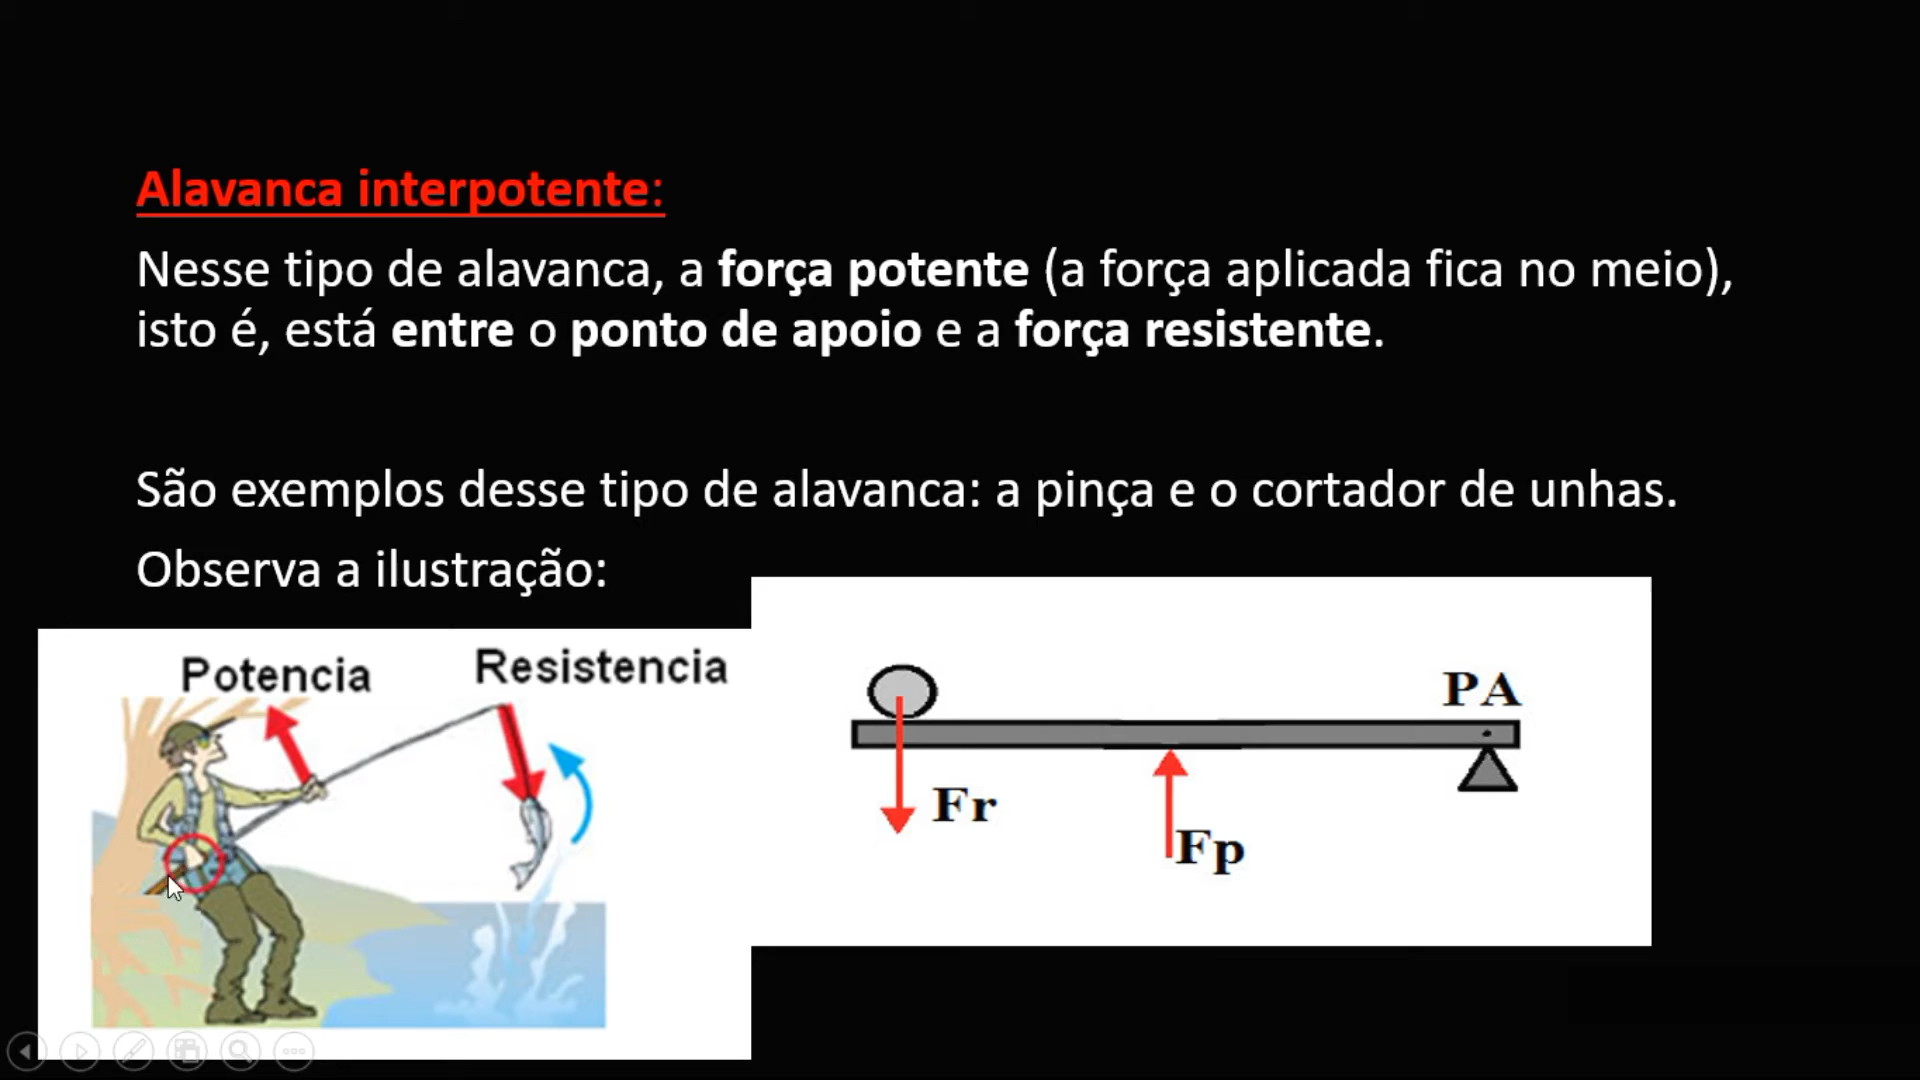 Alavanca interpotente:
Nesse tipo de alavanca, a força potente (a força aplicada fica no meio),
isto é, está entre o ponto de apoio e a força resistente.
São exemplos desse tipo de alavanca: a pinça e o cortador de unhas.
Observa a ilustração:
Potencia
Resistencia
PA
Fr
Fp